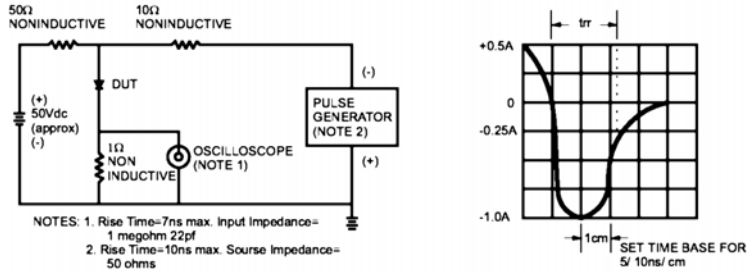 50Ω
NONINDUCTIVE
10Ω
NONINDUCTIVE
trr
+0.5A
(-)
DUT
(+)
50Vdc
(approx)
(-)
PULSE
GENERATOR
(NOTE 2)
0
-0.25A
1Ω
NON
INDUCTIVE
OSCILLOSCOPE
(NOTE 1)
(+)
-1.0A
1cm
NOTES: 1. Rise Time=7ns max. Input Impedance=
1 megohm 22pf
2. Rise Time=10ns max. Sourse Impedance=
50 ohms
SET TIME BASE FOR
5/ 10ns/ cm